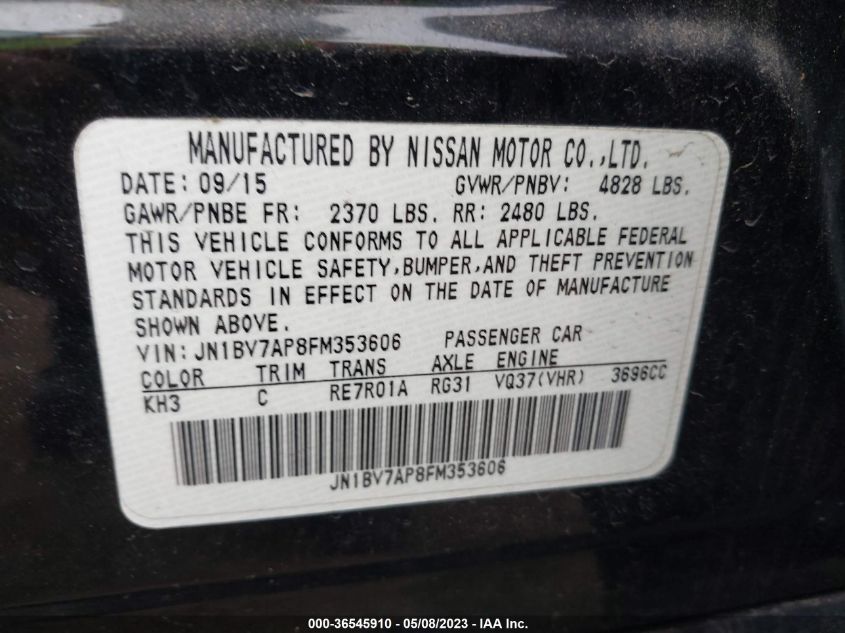 MANUFACTURED BY NISSAN MOTOR CO.,LTD.
DATE: 09/15 GVWR/PNBV: 4828 LBS.
GAWR/PNBE FR: 2370 LBS. RR: 2480 LBS.
THIS VEHICLE CONFORMS TO ALL APPLICABLE FEDERAL
MOTOR VEHICLE SAFETY,BUMPER,AND THEFT PREVENTION
STANDARDS IN EFFECT ON THE DATE OF MANUFACTURE
SHOWN ABOVE.
VIN: JN1BV7AP8FM353606 PASSENGER CAR
COLOR TRIM TRANS AXLE ENGINE
KH3 C RE7R01A RG31 VQ37(VHR) 3696CC
JN1BV7AP8FM353606
000-36545910 - 05/08/2023 - IAA Inc.